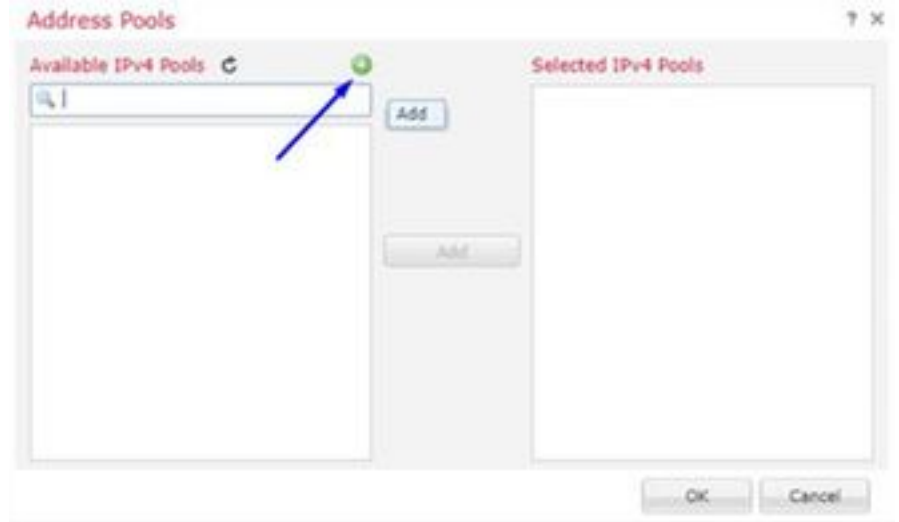 Address Pools
?
Available IPv4 Pools
Selected IPv4 Pools
Add
Add
OK
Cancel